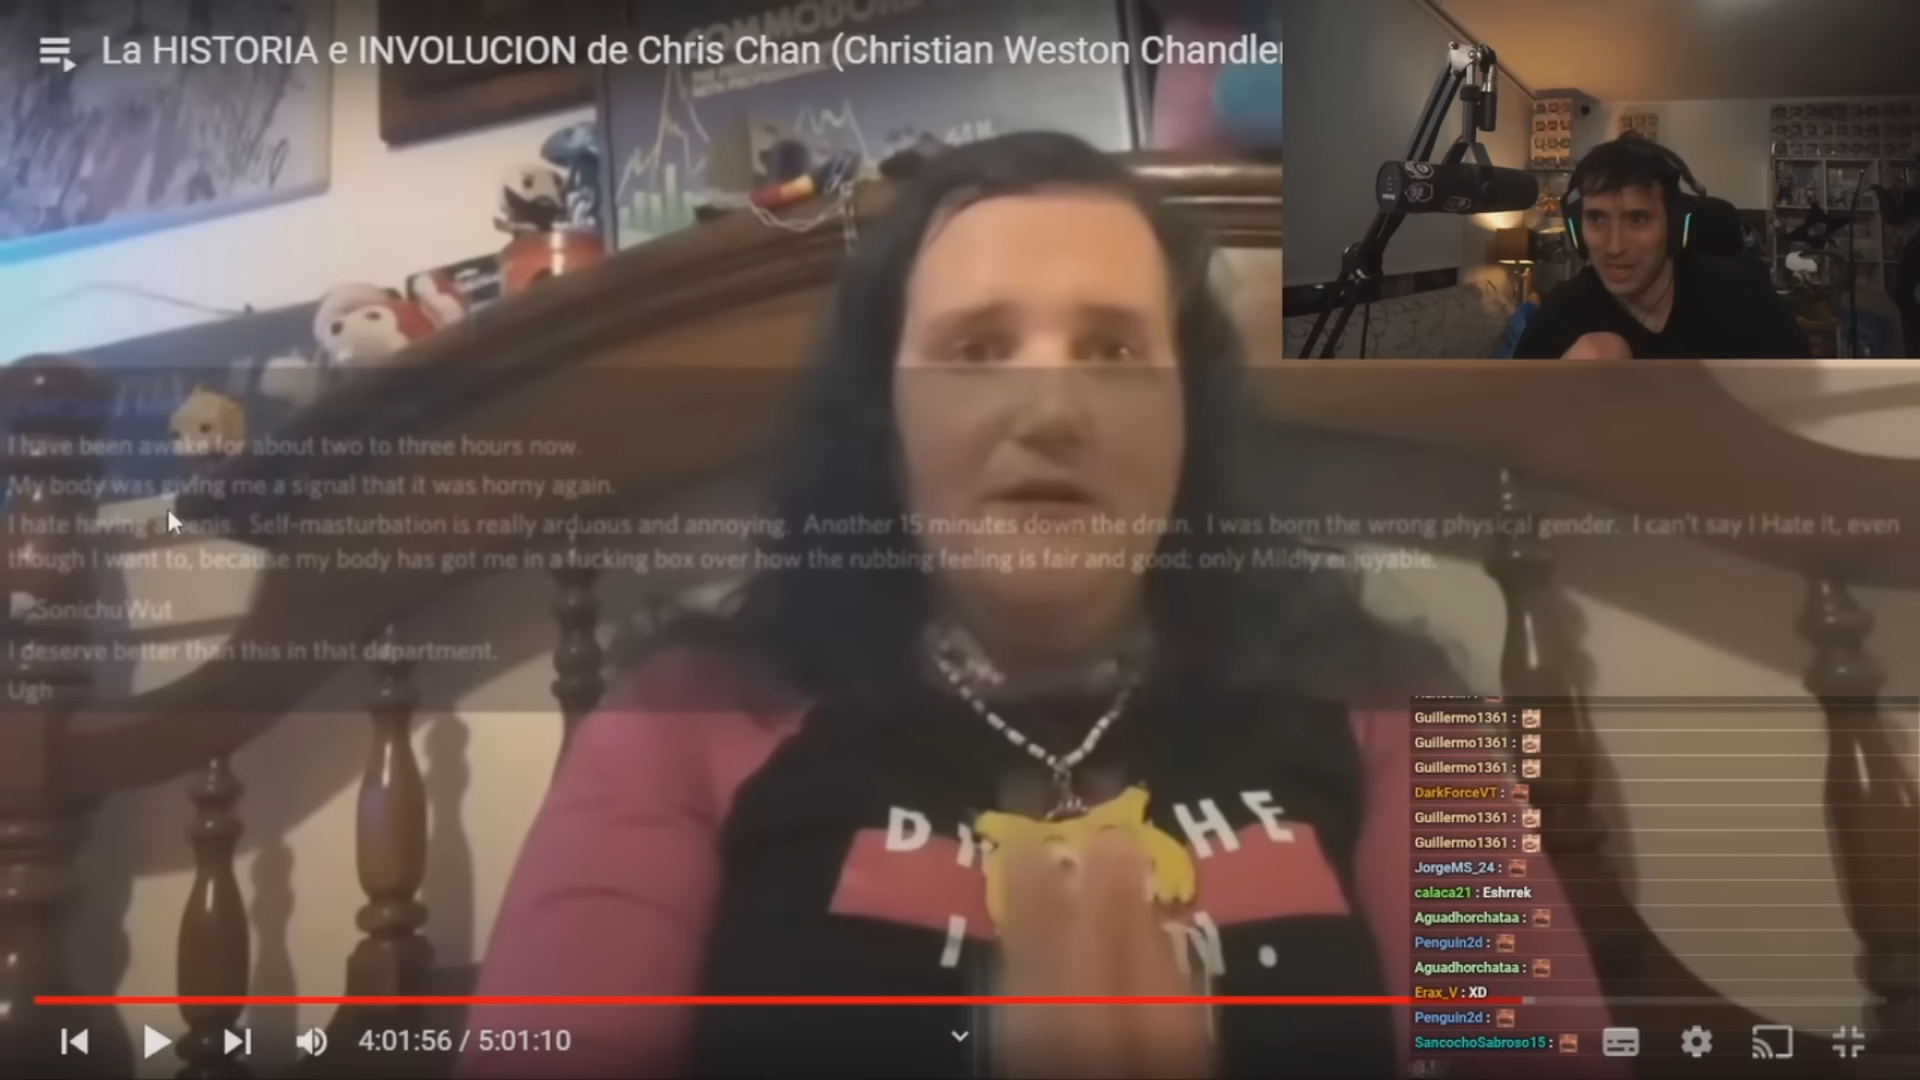 La HISTORIA e INVOLUCION de Chris Chan (Christian Weston Chandler
COMMODORE
64K
I have been awake for about two to three hours now.
My body was giving me a signal that it was horny again.
I hate having a penis. Self-masturbation is really arduous and annoying. Another 15 minutes down the drain. I was born the wrong physical gender. I can't say I Hate it, even
though I want to, because my body has got me in a fucking box over how the rubbing feeling is fair and good; only Mildly enjoyable.
SonichuWut
I deserve better than this in that department.
Ugh
D HE
I N.
Guillermo1361 :
Guillermo1361 :
Guillermo1361 :
DarkForceVT :
Guillermo1361 :
Guillermo1361 :
JorgeMS_24 :
calaca21 : Eshrrek
Aguadhorchataa :
Penguin2d :
Aguadhorchataa :
Erax_V : XD
Penguin2d :
SancochoSabroso15 :
4:01:56 / 5:01:10